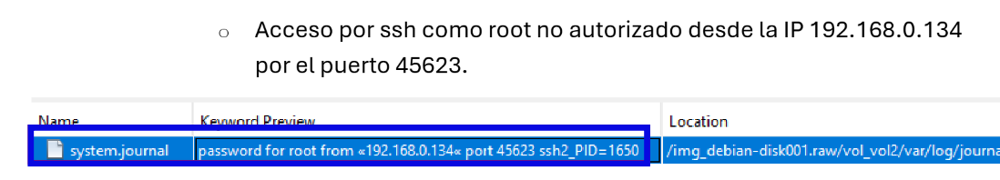 ○ Acceso por ssh como root no autorizado desde la IP 192.168.0.134
por el puerto 45623.
Name Keyword Preview Location
system.journal password for root from «192.168.0.134« port 45623 ssh2_PID=1650 /img_debian-disk001.raw/vol_vol2/var/log/journa